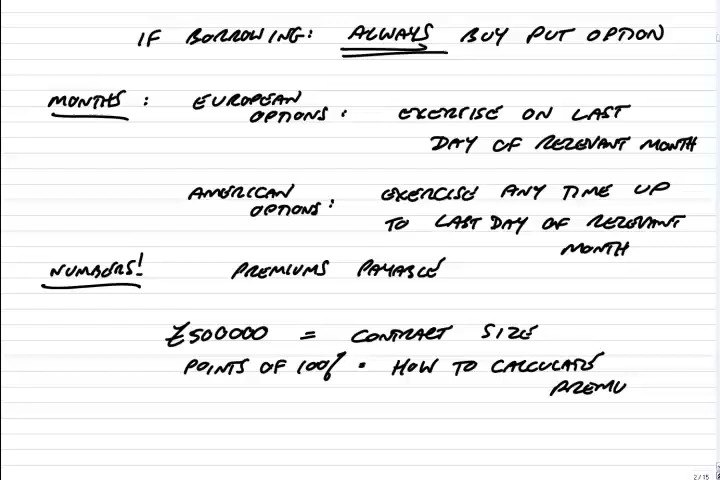 IF BORROWING: ALWAYS BUY PUT OPTION
MONTHS: EUROPEAN OPTIONS: EXERCISE ON LAST
DAY OF RELEVANT MONTH
AMERICAN OPTIONS: EXERCISE ANY TIME UP
TO LAST DAY OF RELEVANT
MONTH
NUMBERS! PREMIUMS PAYABLE
£500000 = CONTRACT SIZE
POINTS OF 100% • HOW TO CALCULATE
PREMU
2/15